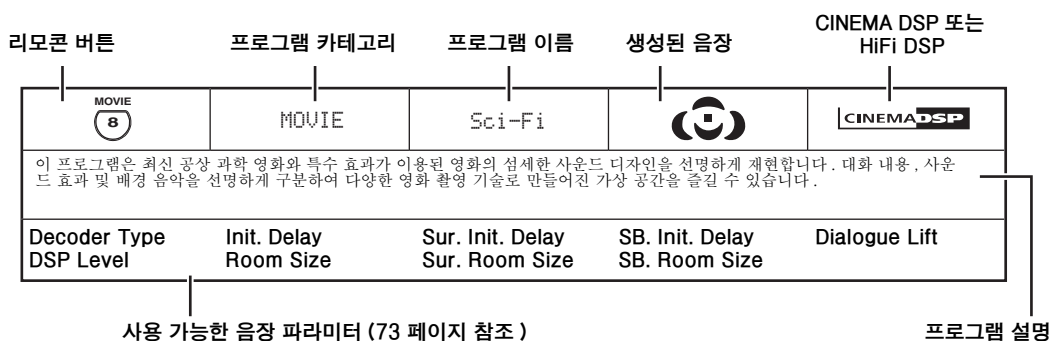 리모콘 버튼 프로그램 카테고리 프로그램 이름 생성된 음장 CINEMA DSP 또는
HiFi DSP
MOVIE
8
MOVIE
Sci-Fi
CINEMADSP
이 프로그램은 최신 공상 과학 영화와 특수 효과가 이용된 영화의 섬세한 사운드 디자인을 선명하게 재현합니다 . 대화 내용 , 사운
드 효과 및 배경 음악을 선명하게 구분하여 다양한 영화 촬영 기술로 만들어진 가상 공간을 즐길 수 있습니다 .
Decoder Type Init. Delay Sur. Init. Delay SB. Init. Delay Dialogue Lift
DSP Level Room Size Sur. Room Size SB. Room Size
사용 가능한 음장 파라미터 (73 페이지 참조 ) 프로그램 설명